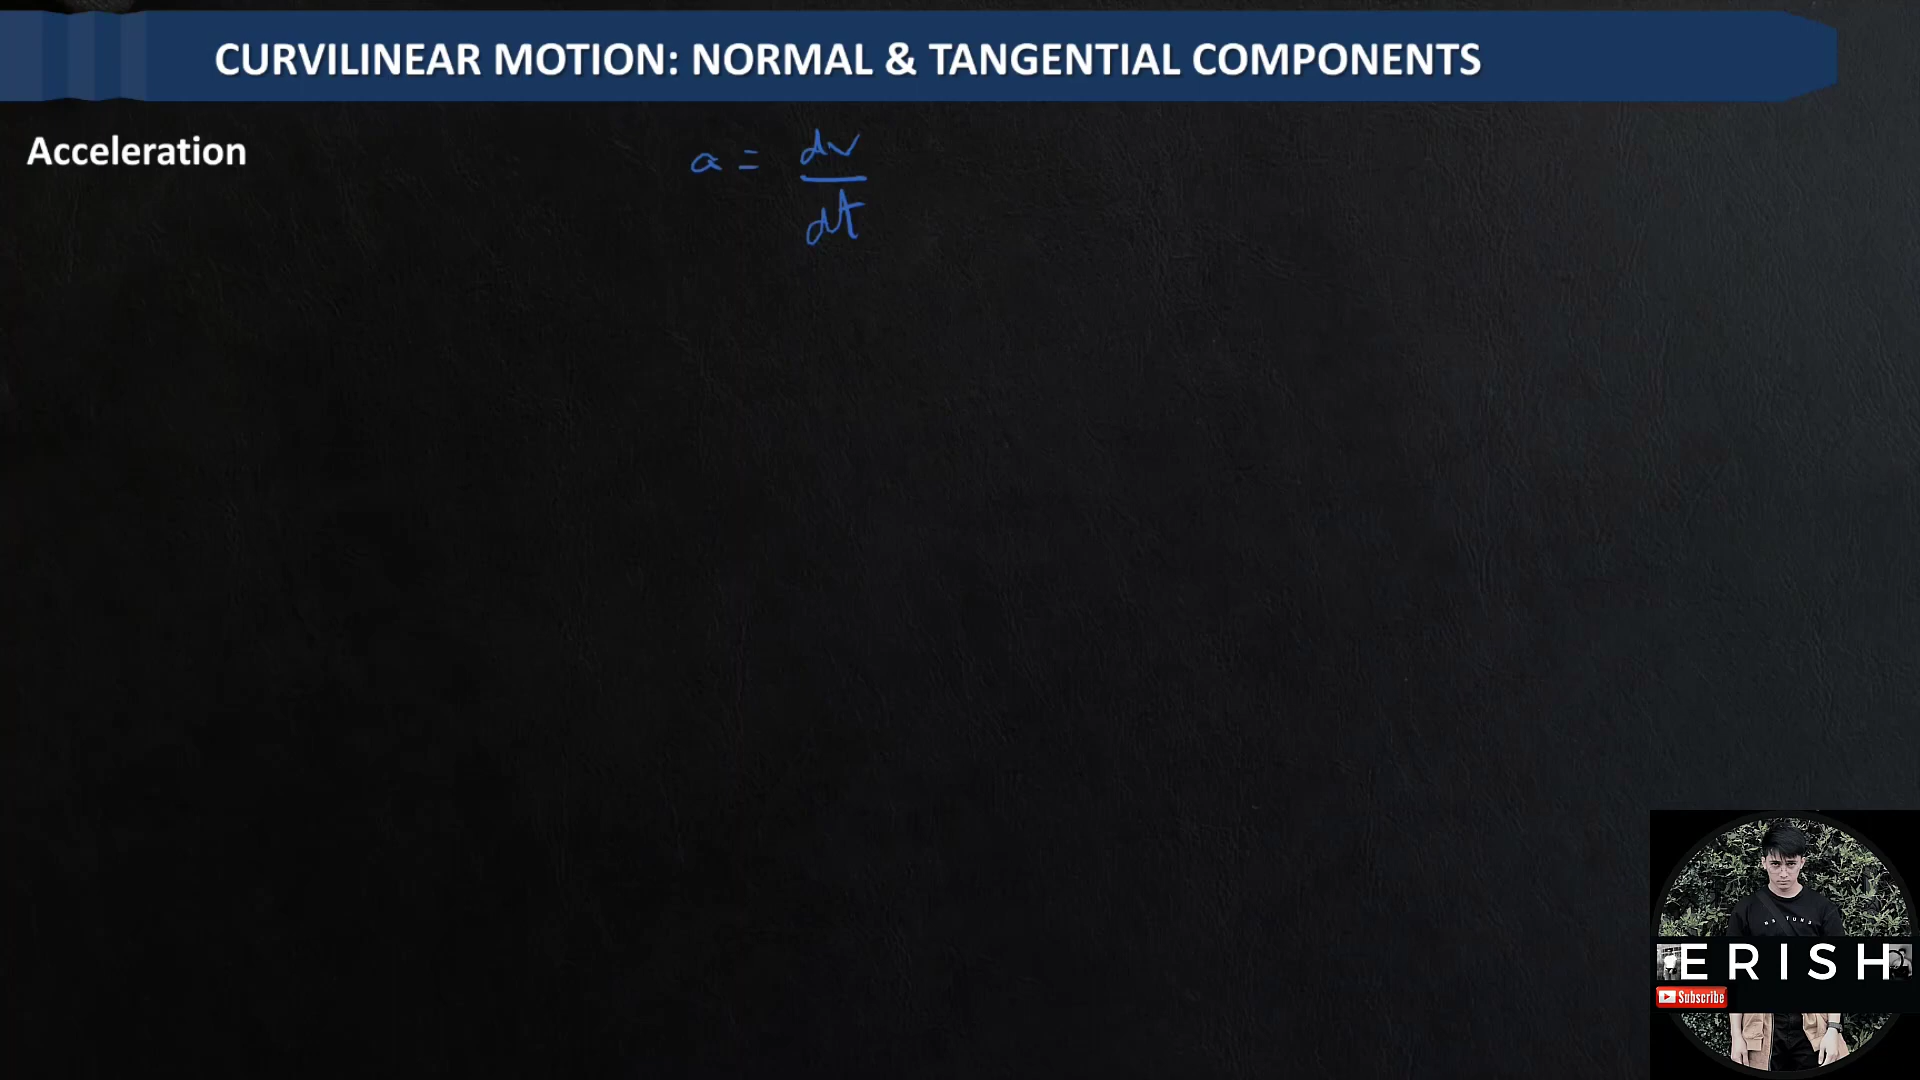 CURVILINEAR MOTION: NORMAL & TANGENTIAL COMPONENTS
Acceleration
a = dv
dt
ERISH
Subscribe